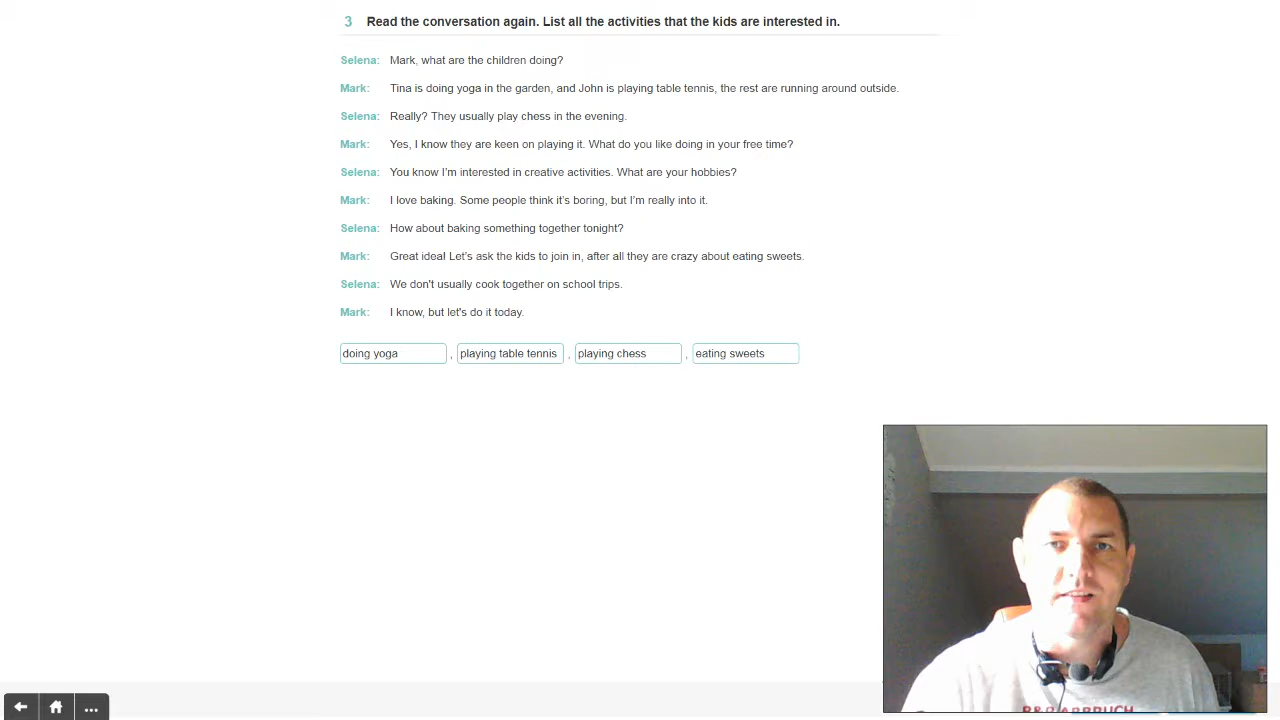 3 Read the conversation again. List all the activities that the kids are interested in.
Selena: Mark, what are the children doing?
Mark: Tina is doing yoga in the garden, and John is playing table tennis, the rest are running around outside.
Selena: Really? They usually play chess in the evening.
Mark: Yes, I know they are keen on playing it. What do you like doing in your free time?
Selena: You know I'm interested in creative activities. What are your hobbies?
Mark: I love baking. Some people think it's boring, but I'm really into it.
Selena: How about baking something together tonight?
Mark: Great idea! Let's ask the kids to join in, after all they are crazy about eating sweets.
Selena: We don't usually cook together on school trips.
Mark: I know, but let's do it today.
doing yoga , playing table tennis , playing chess , eating sweets
...